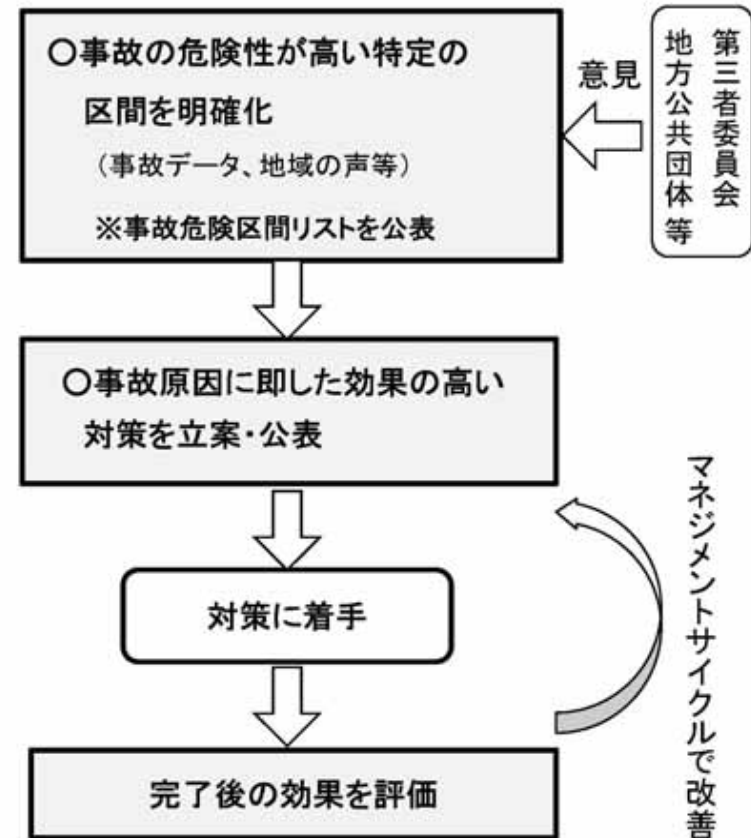 〇事故の危険性が高い特定の
区間を明確化
（事故データ、地域の声等）
※事故危険区間リストを公表
意見
第三者委員会
地方公共団体等
〇事故原因に即した効果の高い
対策を立案・公表
対策に着手
完了後の効果を評価
マネジメントサイクルで改善